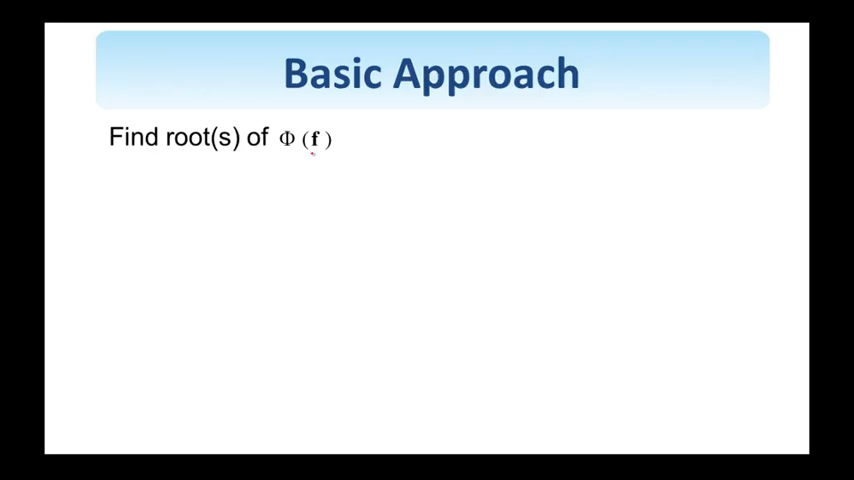 Basic Approach
Find root(s) of Φ (f )